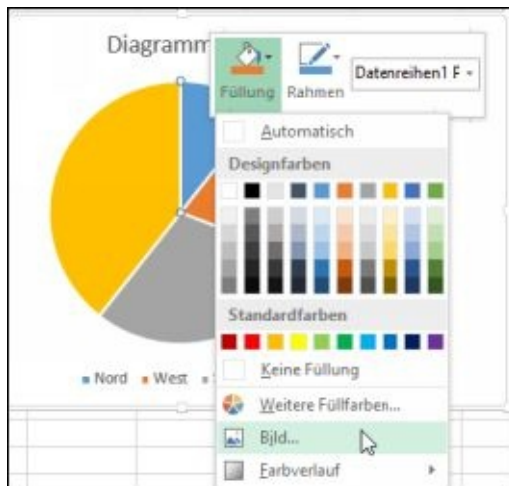 Diagramm
Füllung Rahmen
Datenreihen1 F
Automatisch
Designfarben
Standardfarben
Keine Füllung
Weitere Füllfarben...
Bild...
Farbverlauf
Nord West